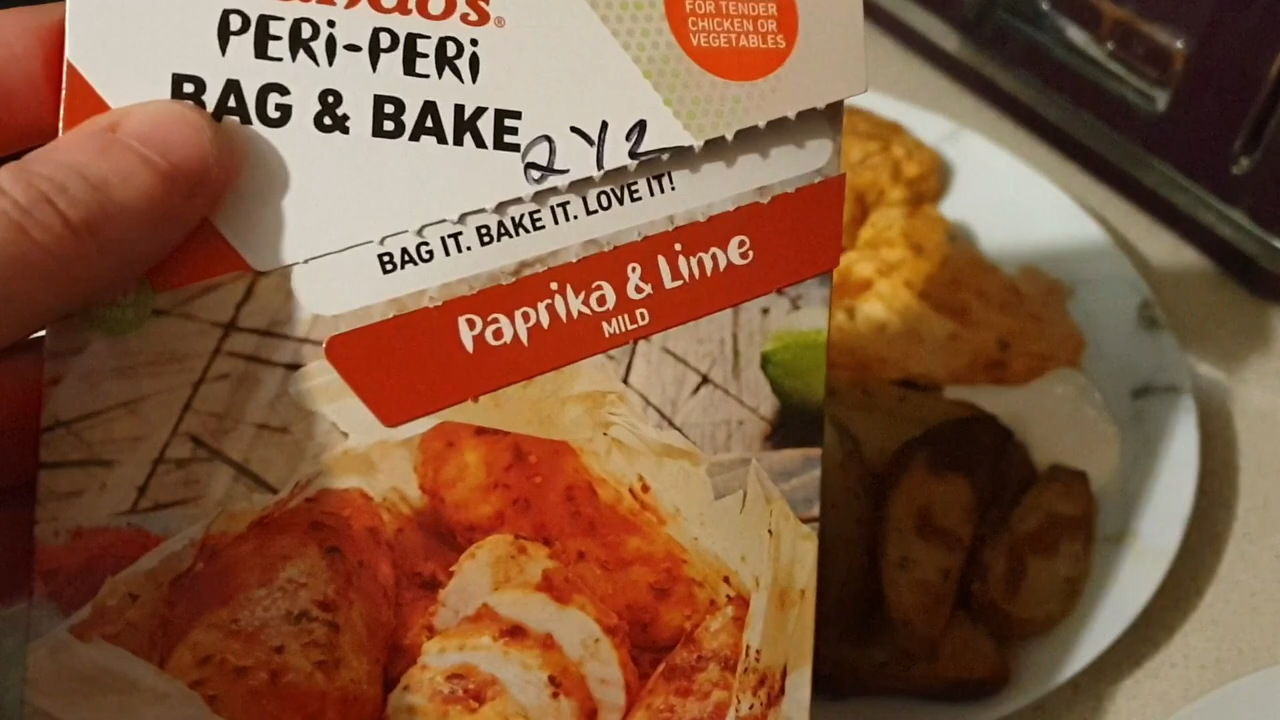 Nando's®
PERi-PERi
BAG & BAKE
FOR TENDER
CHICKEN OR
VEGETABLES
2 Y 2
BAG IT. BAKE IT. LOVE IT!
Paprika & Lime
MILD